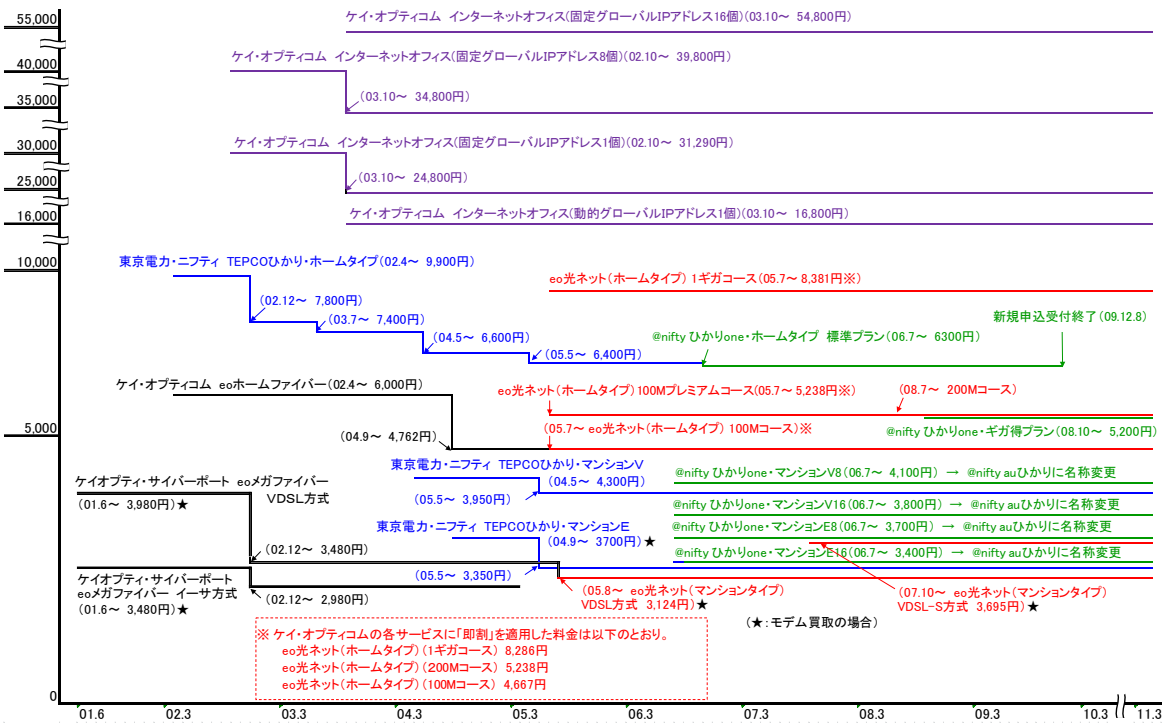 55,000
40,000
35,000
30,000
25,000
16,000
10,000
5,000
0
ケイ・オプティコム インターネットオフィス(固定グローバルIPアドレス16個)(03.10～ 54,800円)
ケイ・オプティコム インターネットオフィス(固定グローバルIPアドレス8個)(02.10～ 39,800円)
(03.10～ 34,800円)
ケイ・オプティコム インターネットオフィス(固定グローバルIPアドレス1個)(02.10～ 31,290円)
(03.10～ 24,800円)
ケイ・オプティコム インターネットオフィス(動的グローバルIPアドレス1個)(03.10～ 16,800円)
東京電力・ニフティ TEPCOひかり・ホームタイプ(02.4～ 9,900円)
(02.12～ 7,800円)
(03.7～ 7,400円)
(04.5～ 6,600円)
(05.5～ 6,400円)
eo光ネット(ホームタイプ) 1ギガコース(05.7～ 8,381円※)
新規申込受付終了(09.12.8)
@nifty ひかりone・ホームタイプ 標準プラン(06.7～ 6300円)
ケイ・オプティコム eoホームファイバー(02.4～ 6,000円)
(04.9～ 4,762円)
eo光ネット(ホームタイプ) 100Mプレミアムコース(05.7～ 5,238円※)
(08.7～ 200Mコース)
(05.7～ eo光ネット(ホームタイプ) 100Mコース)※
@nifty ひかりone・ギガ得プラン(08.10～ 5,200円)
東京電力・ニフティ TEPCOひかり・マンションV
(04.5～ 4,300円)
(05.5～ 3,950円)
@nifty ひかりone・マンションV8(06.7～ 4,100円) → @nifty auひかりに名称変更
ケイオプティ・サイバーポート eoメガファイバー
VDSL方式
(01.6～ 3,980円)★
@nifty ひかりone・マンションV16(06.7～ 3,800円) → @nifty auひかりに名称変更
東京電力・ニフティ TEPCOひかり・マンションE
(04.9～ 3700円)★
@nifty ひかりone・マンションE8(06.7～ 3,700円) → @nifty auひかりに名称変更
(02.12～ 3,480円)
@nifty ひかりone・マンションE16(06.7～ 3,400円) → @nifty auひかりに名称変更
(05.5～ 3,350円)
ケイオプティ・サイバーポート
eoメガファイバー イーサ方式
(01.6～ 3,480円)★
(02.12～ 2,980円)
(05.8～ eo光ネット(マンションタイプ)
VDSL方式 3,124円)★
(07.10～ eo光ネット(マンションタイプ)
VDSL-S方式 3,695円)★
(★:モデム買取の場合)
※ ケイ・オプティコムの各サービスに「即割」を適用した料金は以下のとおり。
eo光ネット(ホームタイプ)(1ギガコース) 8,286円
eo光ネット(ホームタイプ)(200Mコース) 5,238円
eo光ネット(ホームタイプ)(100Mコース) 4,667円
01.6 02.3 03.3 04.3 05.3 06.3 07.3 08.3 09.3 10.3 11.3